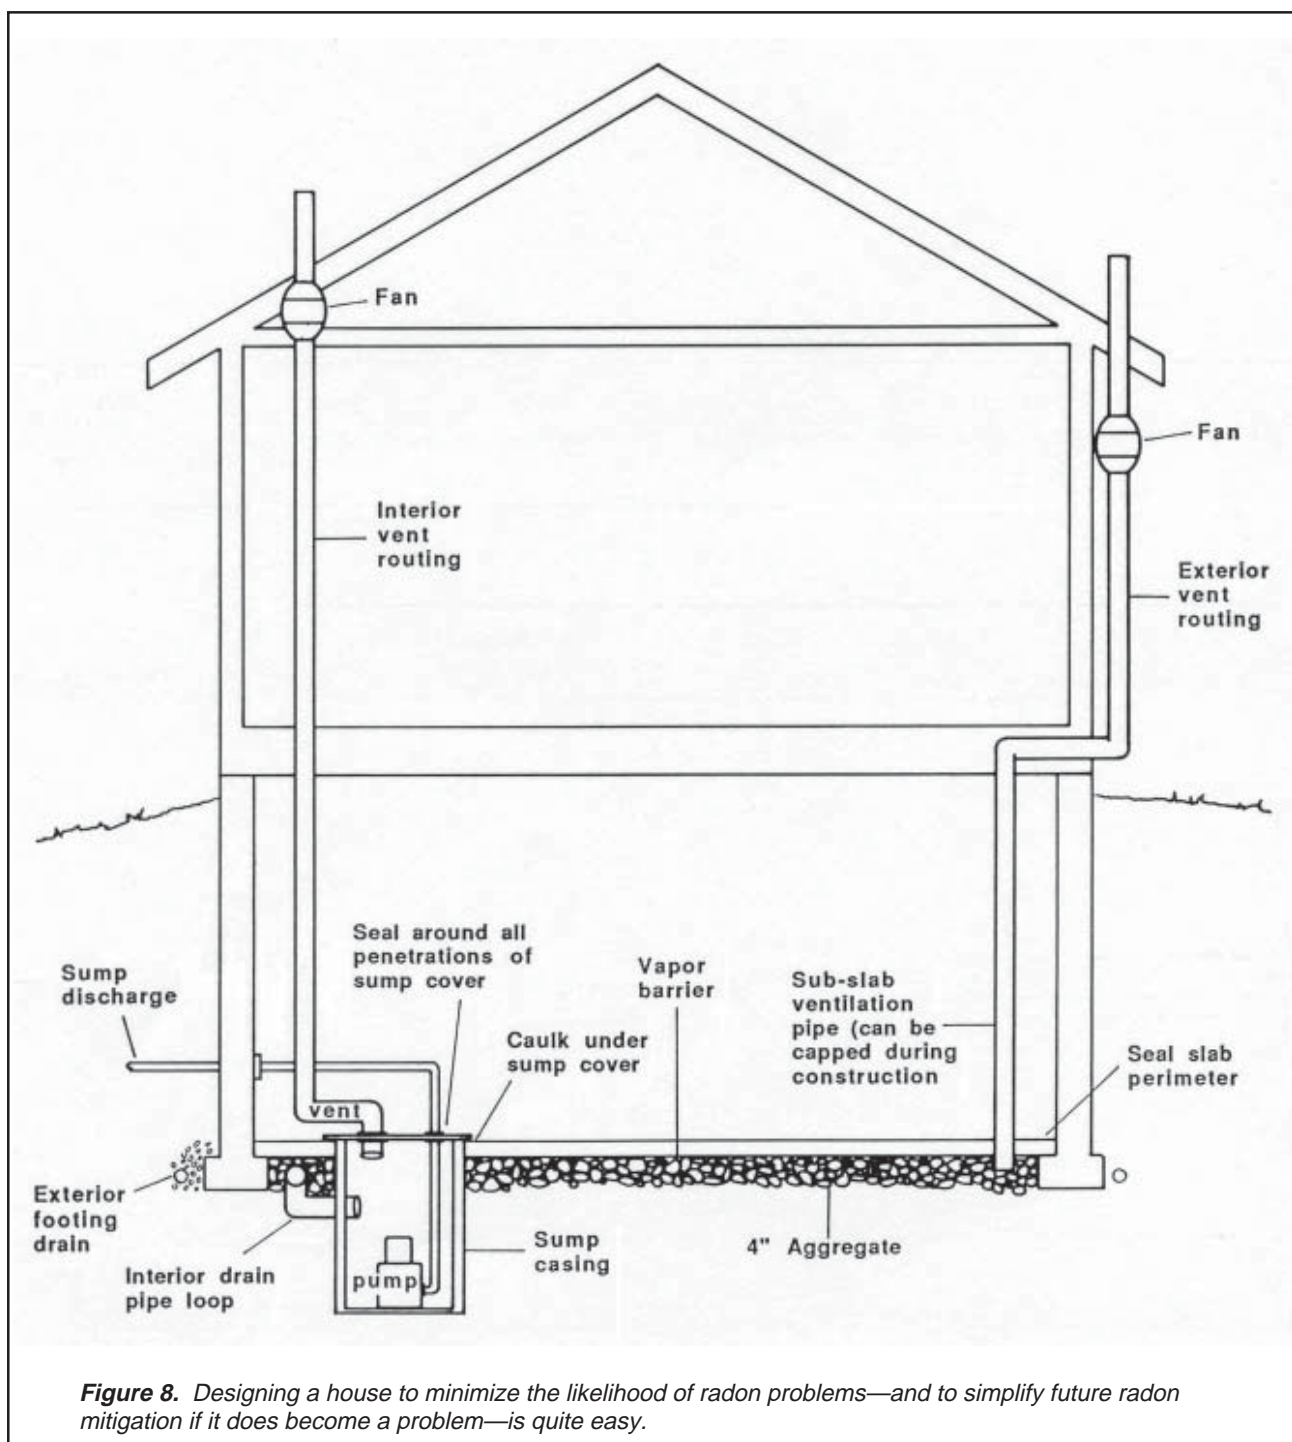 Fan
Fan
Interior
vent
routing
Exterior
vent
routing
Seal around all
penetrations of
sump cover
Sump
discharge
Vapor
barrier
Sub-slab
ventilation
pipe (can be
capped during
construction
Caulk under
sump cover
Seal slab
perimeter
vent
Exterior
footing
drain
Interior drain
pipe loop
pump
Sump
casing
4" Aggregate
Figure 8. Designing a house to minimize the likelihood of radon problems—and to simplify future radon
mitigation if it does become a problem—is quite easy.